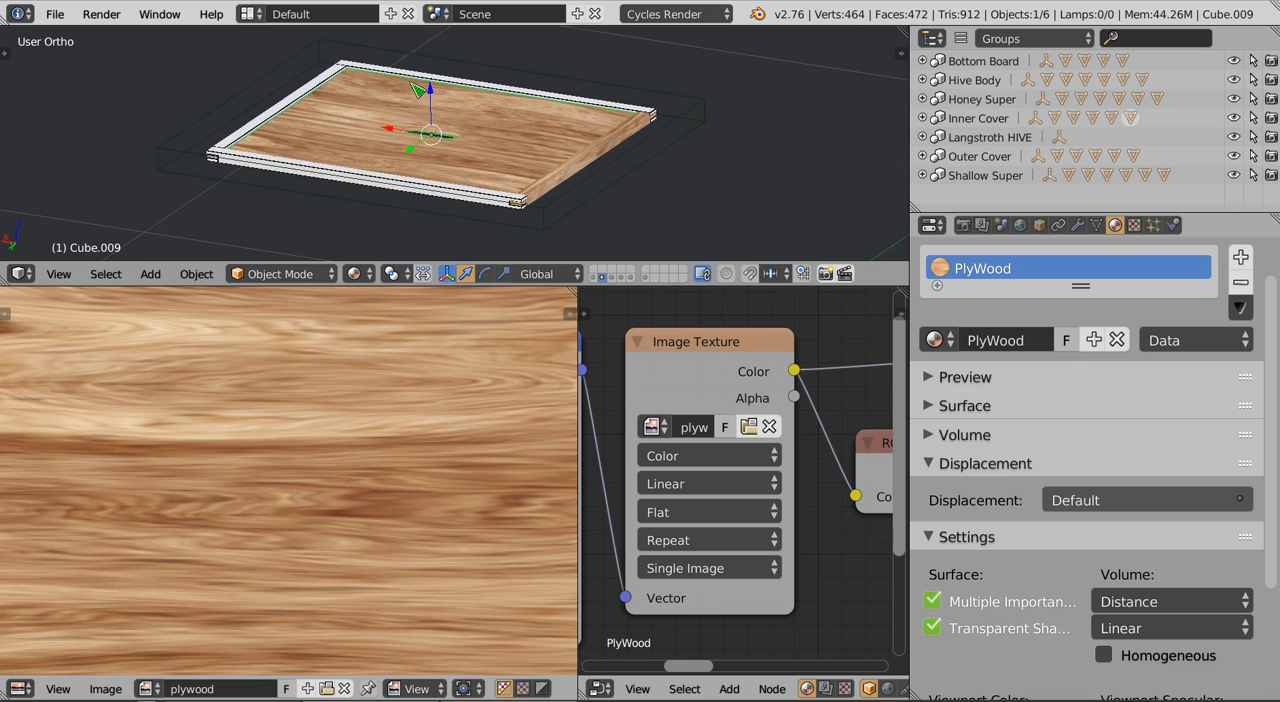 File Render Window Help Default Scene Cycles Render v2.76 | Verts:464 | Faces:472 | Tris:912 | Objects:1/6 | Lamps:0/0 | Mem:44.26M | Cube.009
User Ortho
(1) Cube.009
View Select Add Object Object Mode Global
Groups
Bottom Board
Hive Body
Honey Super
Inner Cover
Langstroth HIVE
Outer Cover
Shallow Super
PlyWood
PlyWood F Data
Preview
Surface
Volume
Displacement
Displacement: Default
Settings
Surface: Volume:
Multiple Importan... Distance
Transparent Sha... Linear
Homogeneous
Viewport Color: Viewport Specular:
Image Texture
Color
Alpha
plyw F
Color
Linear
Flat
Repeat
Single Image
Vector
Co
PlyWood
View Image plywood F View
View Select Add Node